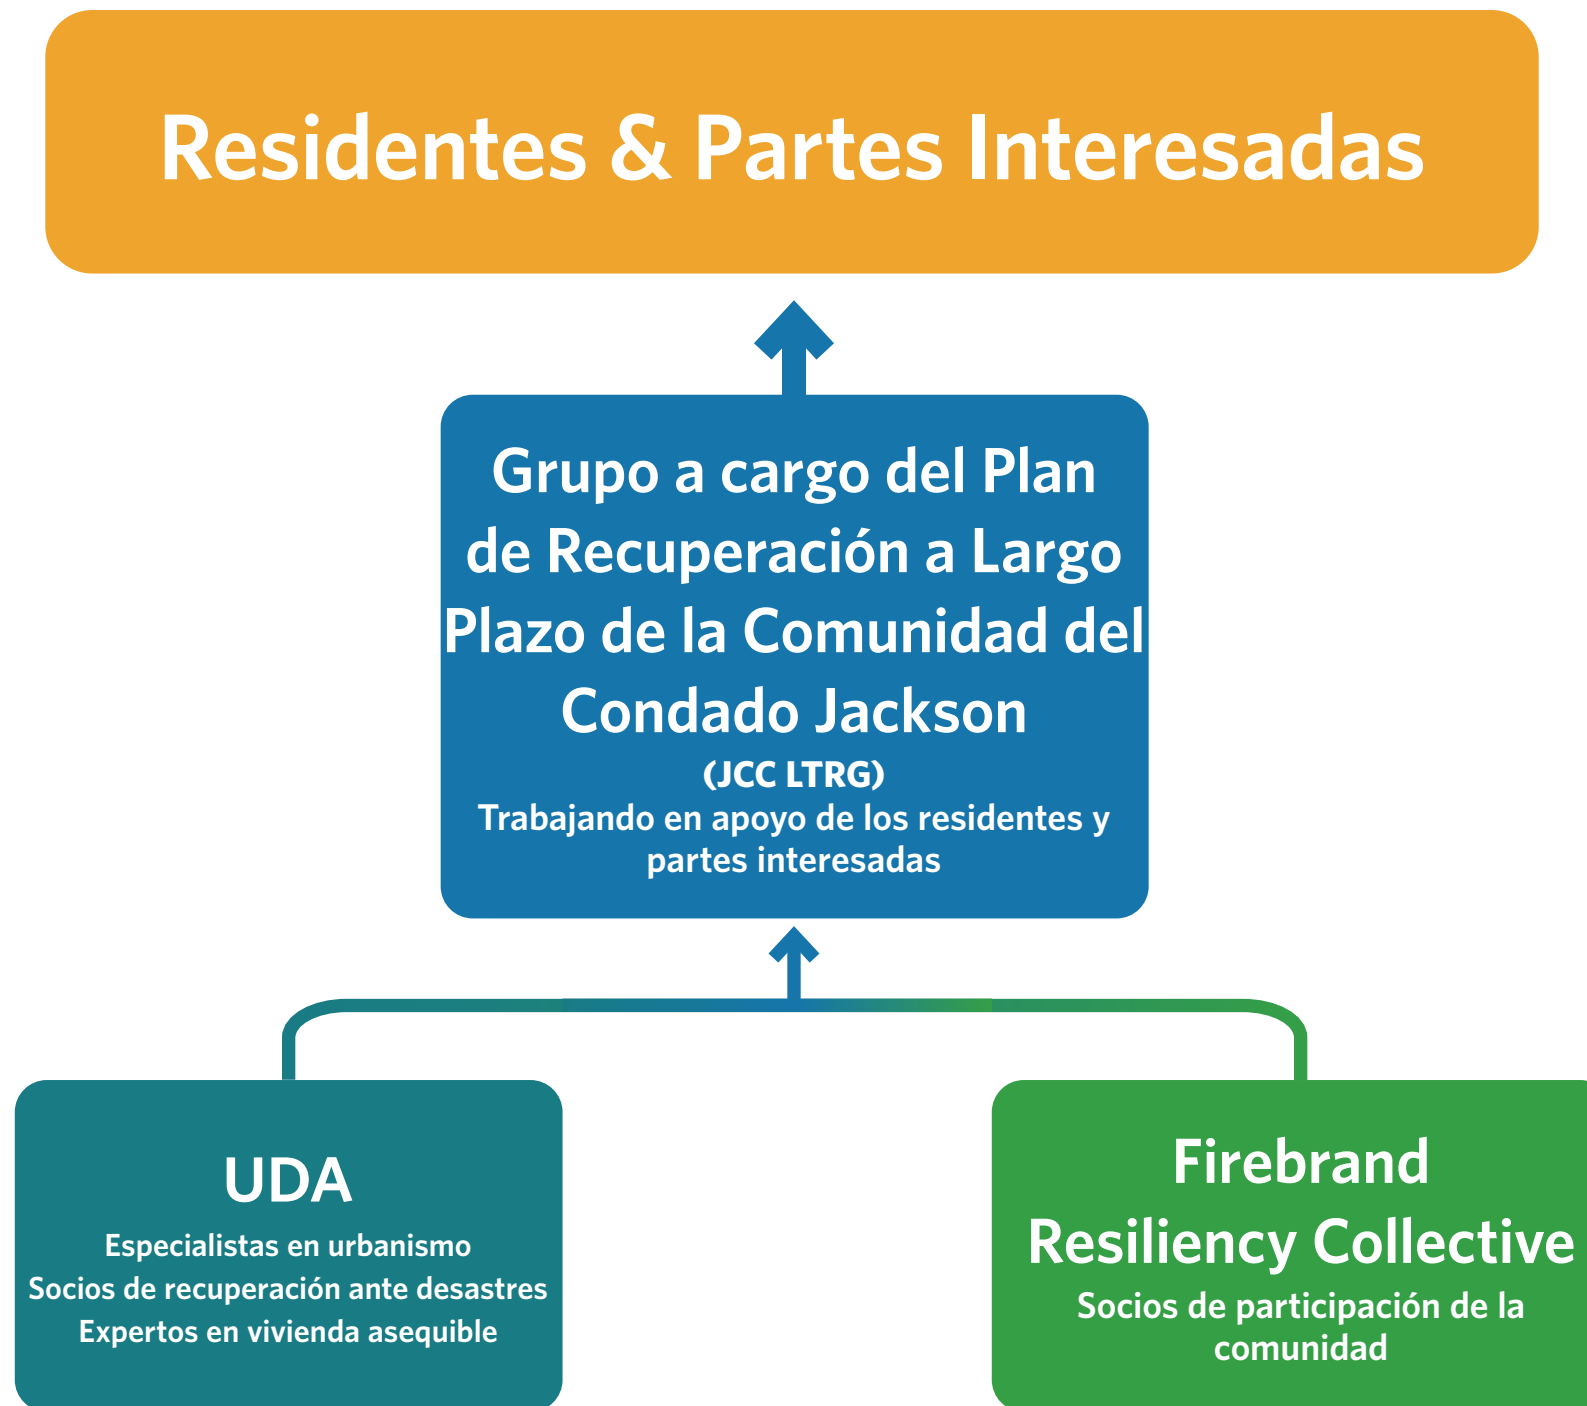 Residentes & Partes Interesadas
Grupo a cargo del Plan
de Recuperación a Largo
Plazo de la Comunidad del
Condado Jackson
(JCC LTRG)
Trabajando en apoyo de los residentes y
partes interesadas
UDA
Especialistas en urbanismo
Socios de recuperación ante desastres
Expertos en vivienda asequible
Firebrand
Resiliency Collective
Socios de participación de la
comunidad